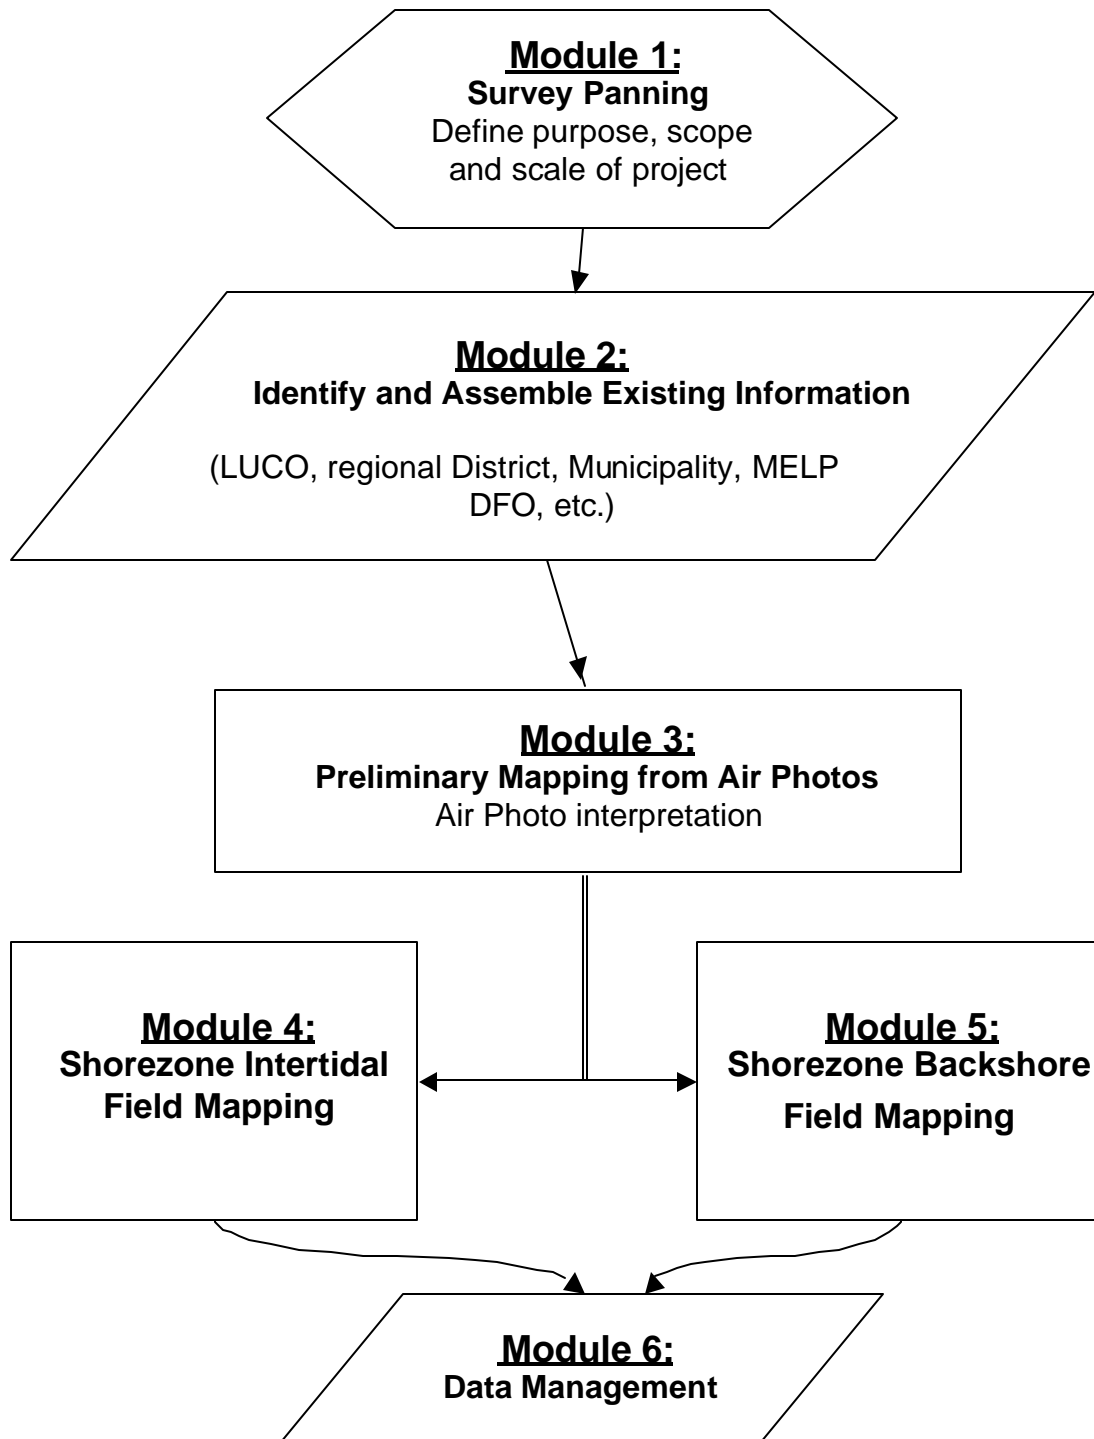 Module 1:
Survey Panning
Define purpose, scope
and scale of project
Module 2:
Identify and Assemble Existing Information
(LUCO, regional District, Municipality, MELP
DFO, etc.)
Module 3:
Preliminary Mapping from Air Photos
Air Photo interpretation
Module 4:
Shorezone Intertidal
Field Mapping
Module 5:
Shorezone Backshore
Field Mapping
Module 6:
Data Management